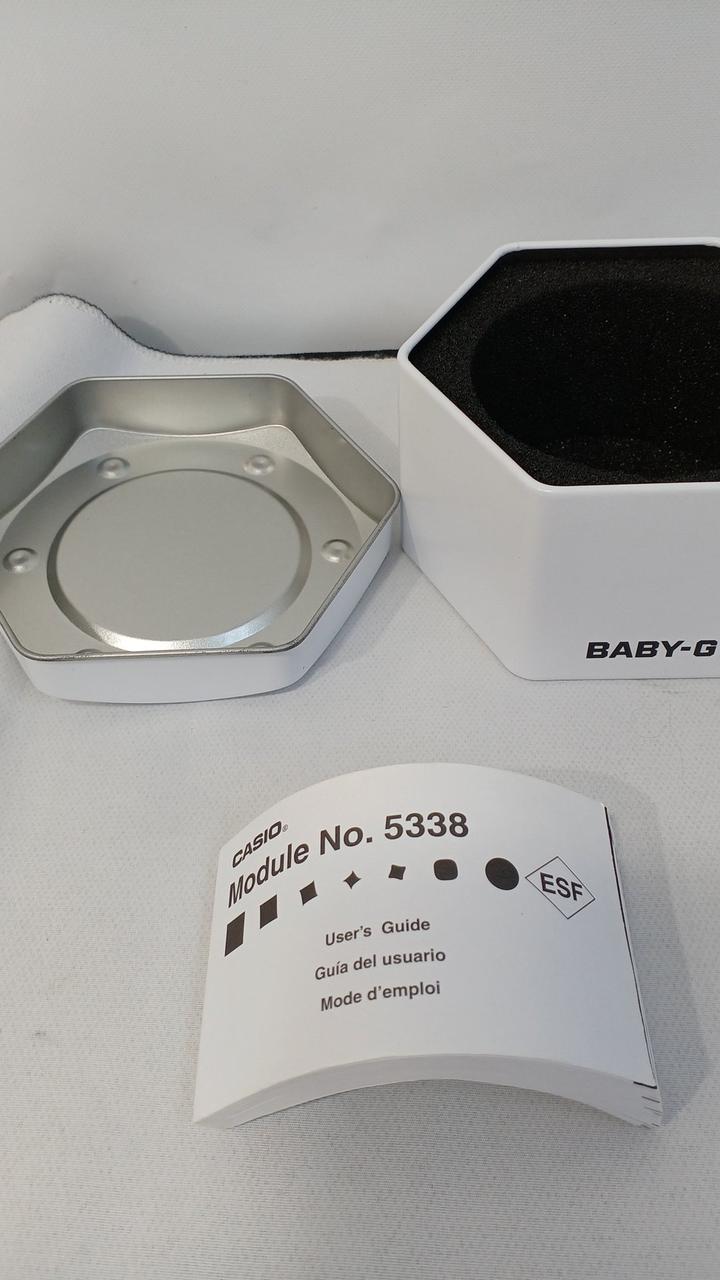 BABY-G
CASIO®
Module No. 5338
ESF
User's Guide
Guía del usuario
Mode d'emploi